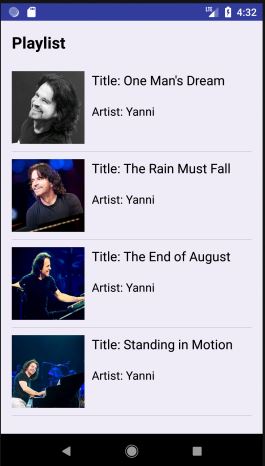 LTE 4:32
Playlist
Title: One Man's Dream
Artist: Yanni
Title: The Rain Must Fall
Artist: Yanni
Title: The End of August
Artist: Yanni
Title: Standing in Motion
Artist: Yanni